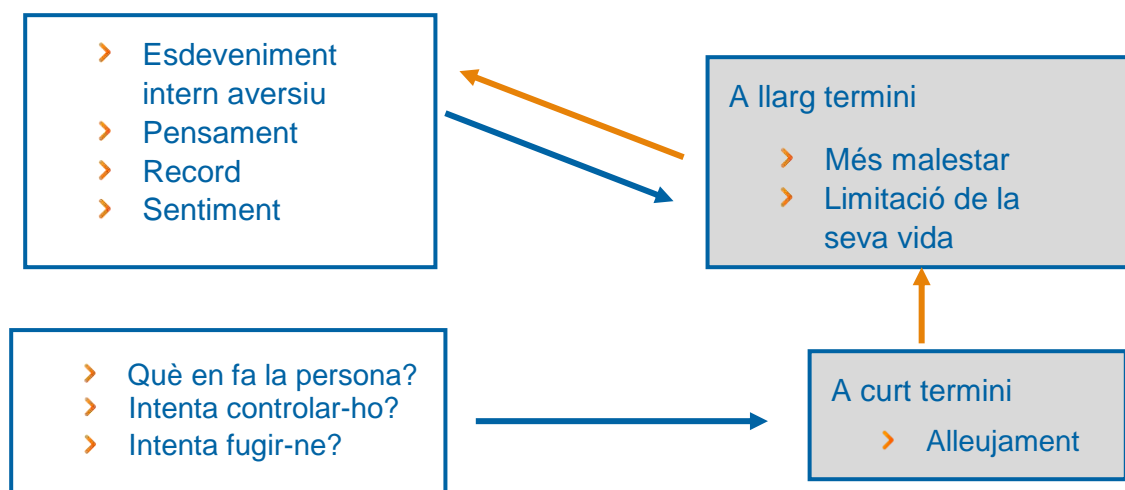 Esdeveniment
intern aversiu
Pensament
Record
Sentiment
A llarg termini
Més malestar
Limitació de la
seva vida
Què en fa la persona?
Intenta controlar-ho?
Intenta fugir-ne?
A curt termini
Alleujament